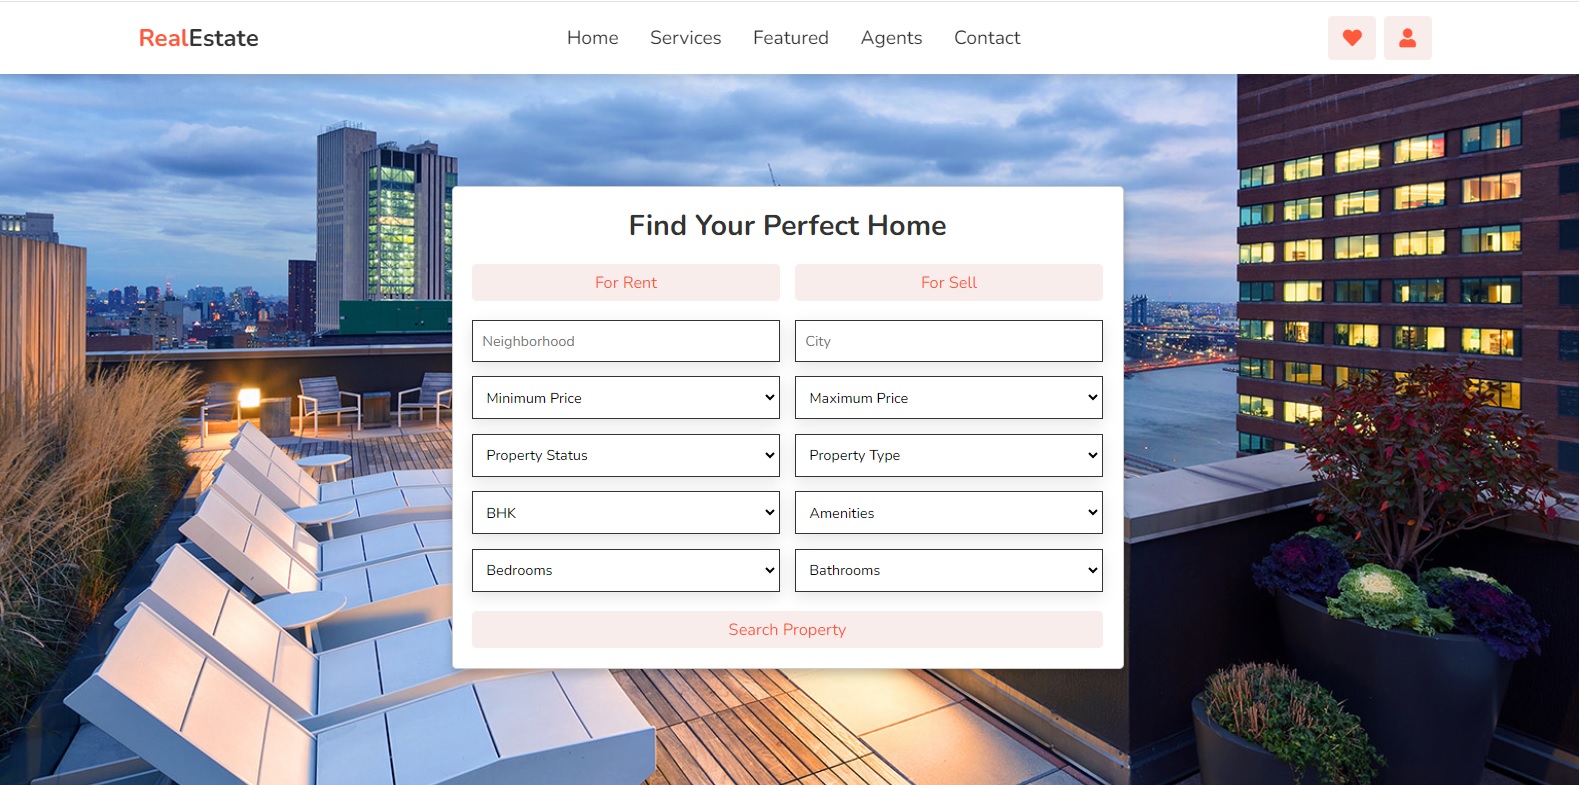 RealEstate Home Services Featured Agents Contact
Find Your Perfect Home
For Rent For Sell
Neighborhood City
Minimum Price Maximum Price
Property Status Property Type
BHK Amenities
Bedrooms Bathrooms
Search Property